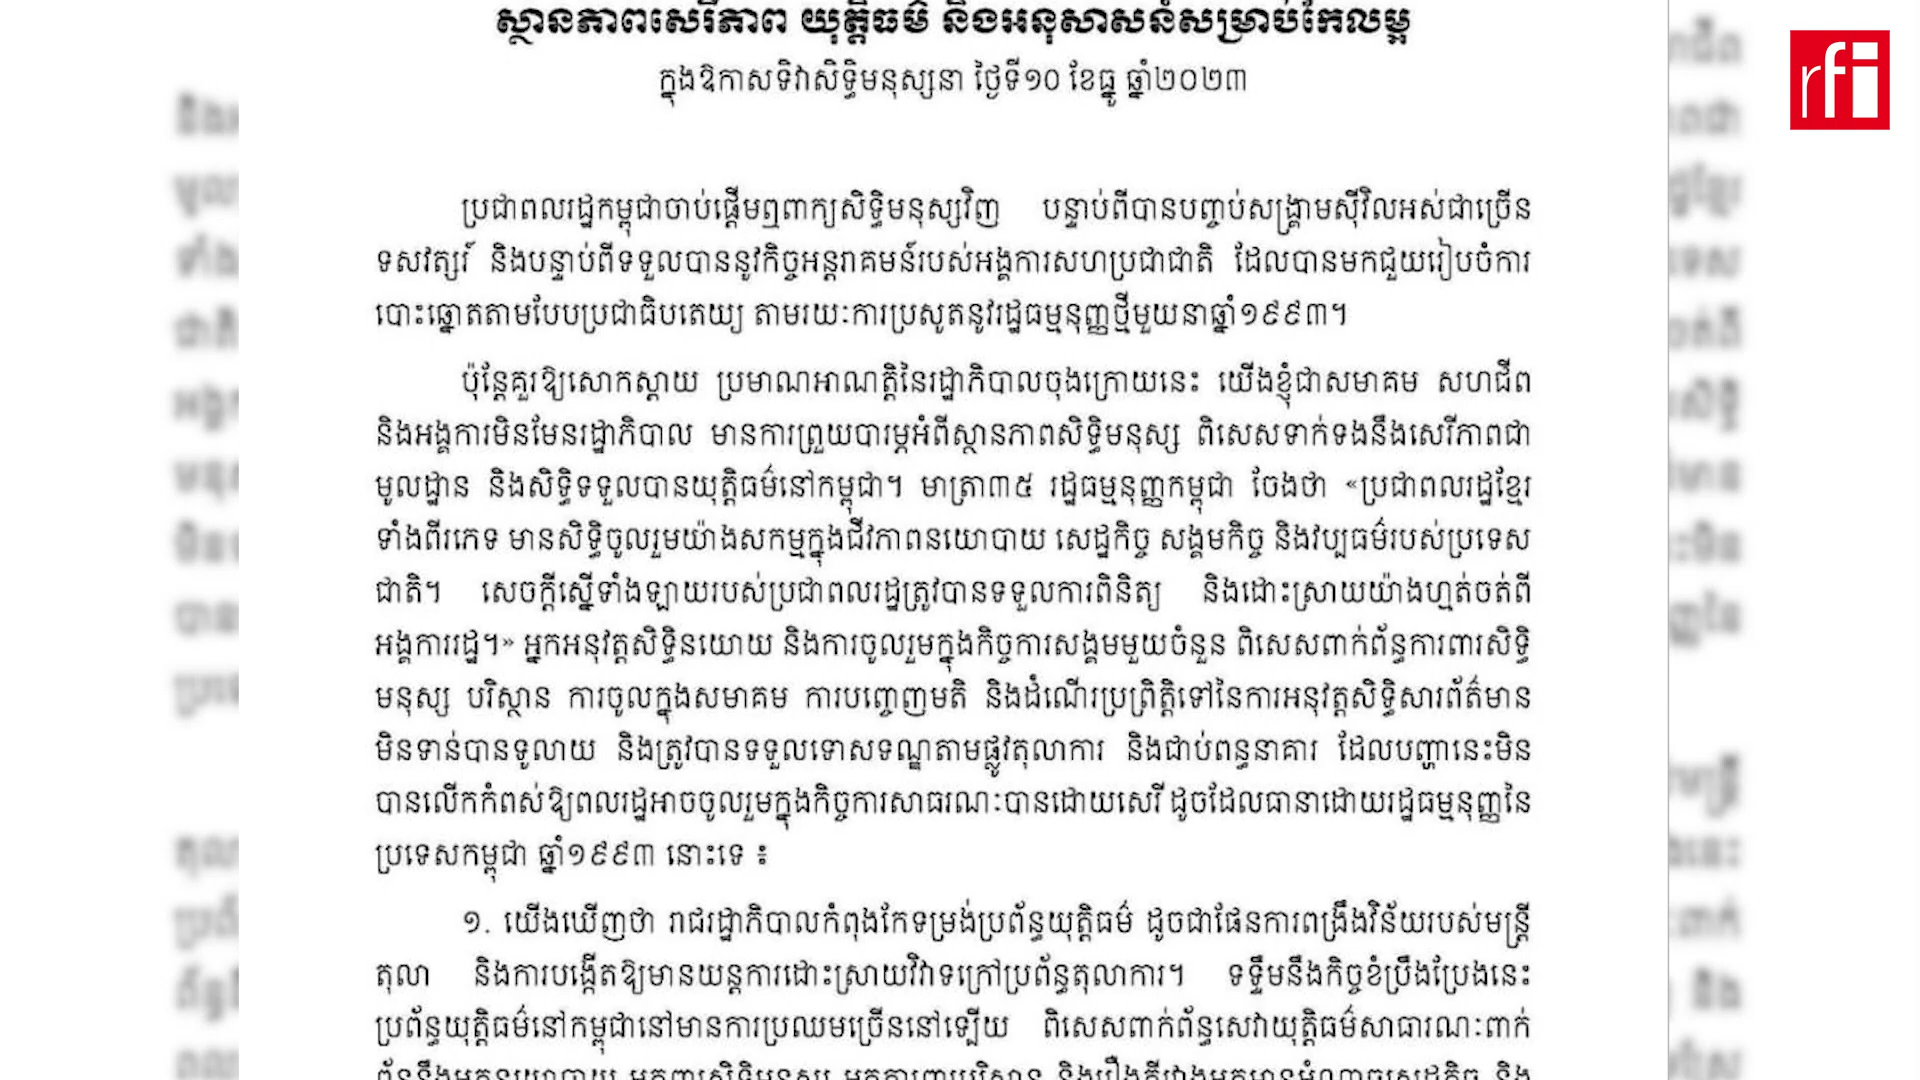 ស្ថានភាពសេរីភាព យុត្តិធម៌ និងអនុសាសន៍សម្រាប់កែលម្អ
ក្នុងឱកាសទិវាសិទ្ធិមនុស្សនា ថ្ងៃទី១០ ខែធ្នូ ឆ្នាំ២០២៣
rfi
ប្រជាពលរដ្ឋកម្ពុជាចាប់ផ្ដើមឮពាក្យសិទ្ធិមនុស្សវិញ បន្ទាប់ពីបានបញ្ចប់សង្គ្រាមស៊ីវិលអស់ជាច្រើន
ទសវត្សរ៍ និងបន្ទាប់ពីទទួលបាននូវកិច្ចអន្តរាគមន៍របស់អង្គការសហប្រជាជាតិ ដែលបានមកជួយរៀបចំការ
បោះឆ្នោតតាមបែបប្រជាធិបតេយ្យ តាមរយៈការប្រសូតនូវរដ្ឋធម្មនុញ្ញថ្មីមួយនាឆ្នាំ១៩៩៣។
ប៉ុន្តែគួរឱ្យសោកស្ដាយ ប្រមាណអាណត្តិនៃរដ្ឋាភិបាលចុងក្រោយនេះ យើងខ្ញុំជាសមាគម សហជីព
និងអង្គការមិនមែនរដ្ឋាភិបាល មានការព្រួយបារម្ភអំពីស្ថានភាពសិទ្ធិមនុស្ស ពិសេសទាក់ទងនឹងសេរីភាពជា
មូលដ្ឋាន និងសិទ្ធិទទួលបានយុត្តិធម៌នៅកម្ពុជា។ មាត្រា៣៥ រដ្ឋធម្មនុញ្ញកម្ពុជា ចែងថា «ប្រជាពលរដ្ឋខ្មែរ
ទាំងពីរភេទ មានសិទ្ធិចូលរួមយ៉ាងសកម្មក្នុងជីវភាពនយោបាយ សេដ្ឋកិច្ច សង្គមកិច្ច និងវប្បធម៌របស់ប្រទេស
ជាតិ។ សេចក្ដីស្នើទាំងឡាយរបស់ប្រជាពលរដ្ឋត្រូវបានទទួលការពិនិត្យ និងដោះស្រាយយ៉ាងហ្មត់ចត់ពី
អង្គការរដ្ឋ។» អ្នកអនុវត្តសិទ្ធិនយោយ និងការចូលរួមក្នុងកិច្ចការសង្គមមួយចំនួន ពិសេសពាក់ព័ន្ធការពារសិទ្ធិ
មនុស្ស បរិស្ថាន ការចូលក្នុងសមាគម ការបញ្ចេញមតិ និងដំណើរប្រព្រិត្តិទៅនៃការអនុវត្តសិទ្ធិសារព័ត៌មាន
មិនទាន់បានទូលាយ និងត្រូវបានទទួលទោសទណ្ឌតាមផ្លូវតុលាការ និងជាប់ពន្ធនាគារ ដែលបញ្ហានេះមិន
បានលើកកំពស់ឱ្យពលរដ្ឋអាចចូលរួមក្នុងកិច្ចការសាធរណៈបានដោយសេរី ដូចដែលធានាដោយរដ្ឋធម្មនុញ្ញនៃ
ប្រទេសកម្ពុជា ឆ្នាំ១៩៩៣ នោះទេ ៖
១. យើងឃើញថា រាជរដ្ឋាភិបាលកំពុងកែទម្រង់ប្រព័ន្ធយុត្តិធម៌ ដូចជាផែនការពង្រឹងវិន័យរបស់មន្ត្រី
តុលា និងការបង្កើតឱ្យមានយន្តការដោះស្រាយវិវាទក្រៅប្រព័ន្ធតុលាការ។ ទទ្ទឹមនឹងកិច្ចខំប្រឹងប្រែងនេះ
ប្រព័ន្ធយុត្តិធម៌នៅកម្ពុជានៅមានការប្រឈមច្រើននៅឡើយ ពិសេសពាក់ព័ន្ធសេវាយុត្តិធម៌សាធារណៈពាក់